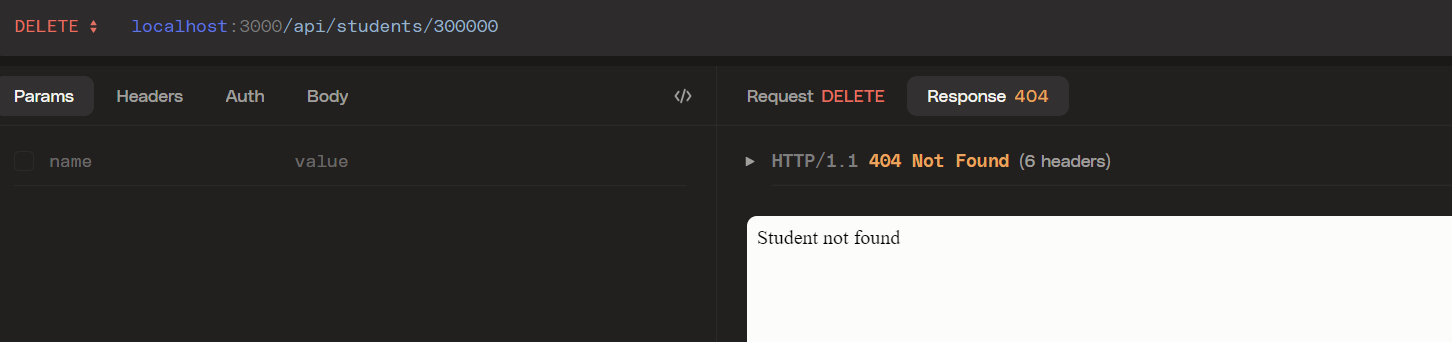 DELETE localhost:3000/api/students/300000
Params Headers Auth Body </>
Request DELETE Response 404
name value
HTTP/1.1 404 Not Found (6 headers)
Student not found